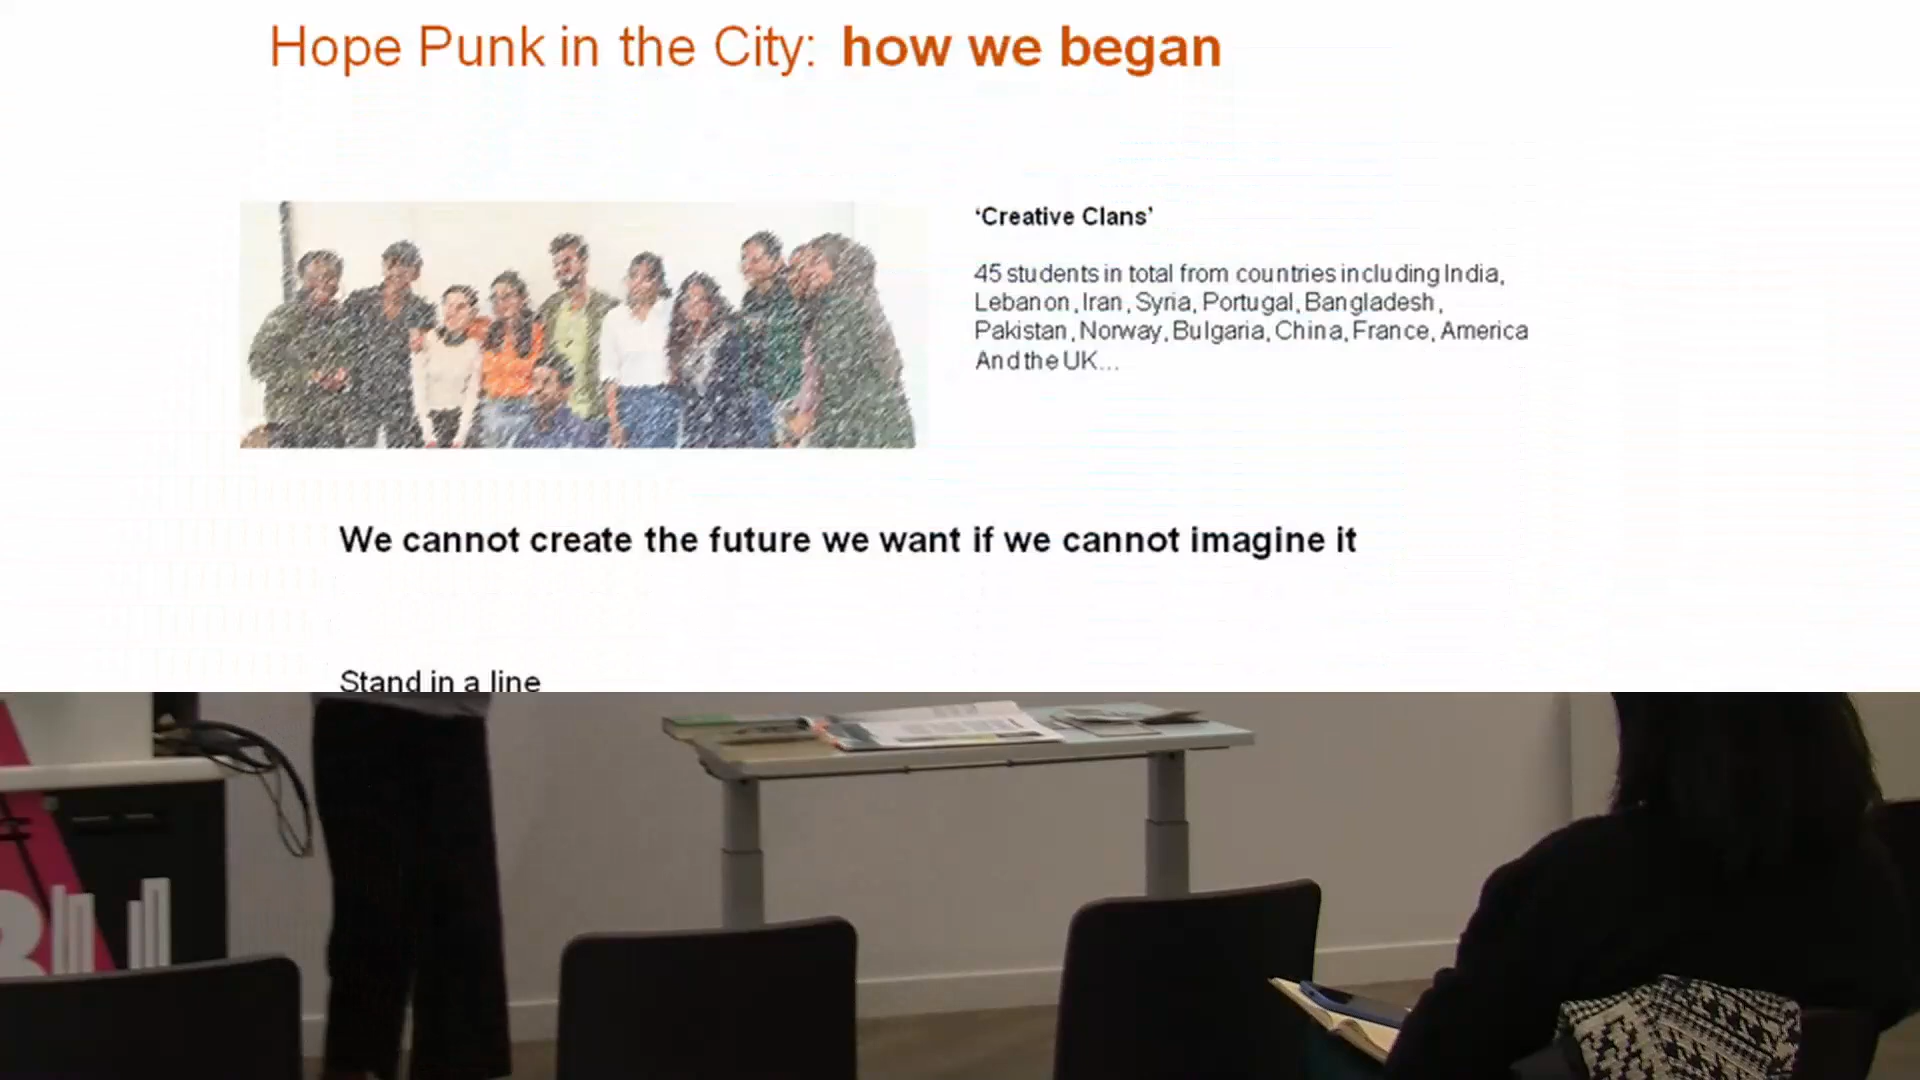 Hope Punk in the City: how we began
‘Creative Clans’
45 students in total from countries including India,
Lebanon, Iran, Syria, Portugal, Bangladesh,
Pakistan, Norway, Bulgaria, China, France, America
And the UK...
We cannot create the future we want if we cannot imagine it
Stand in a line